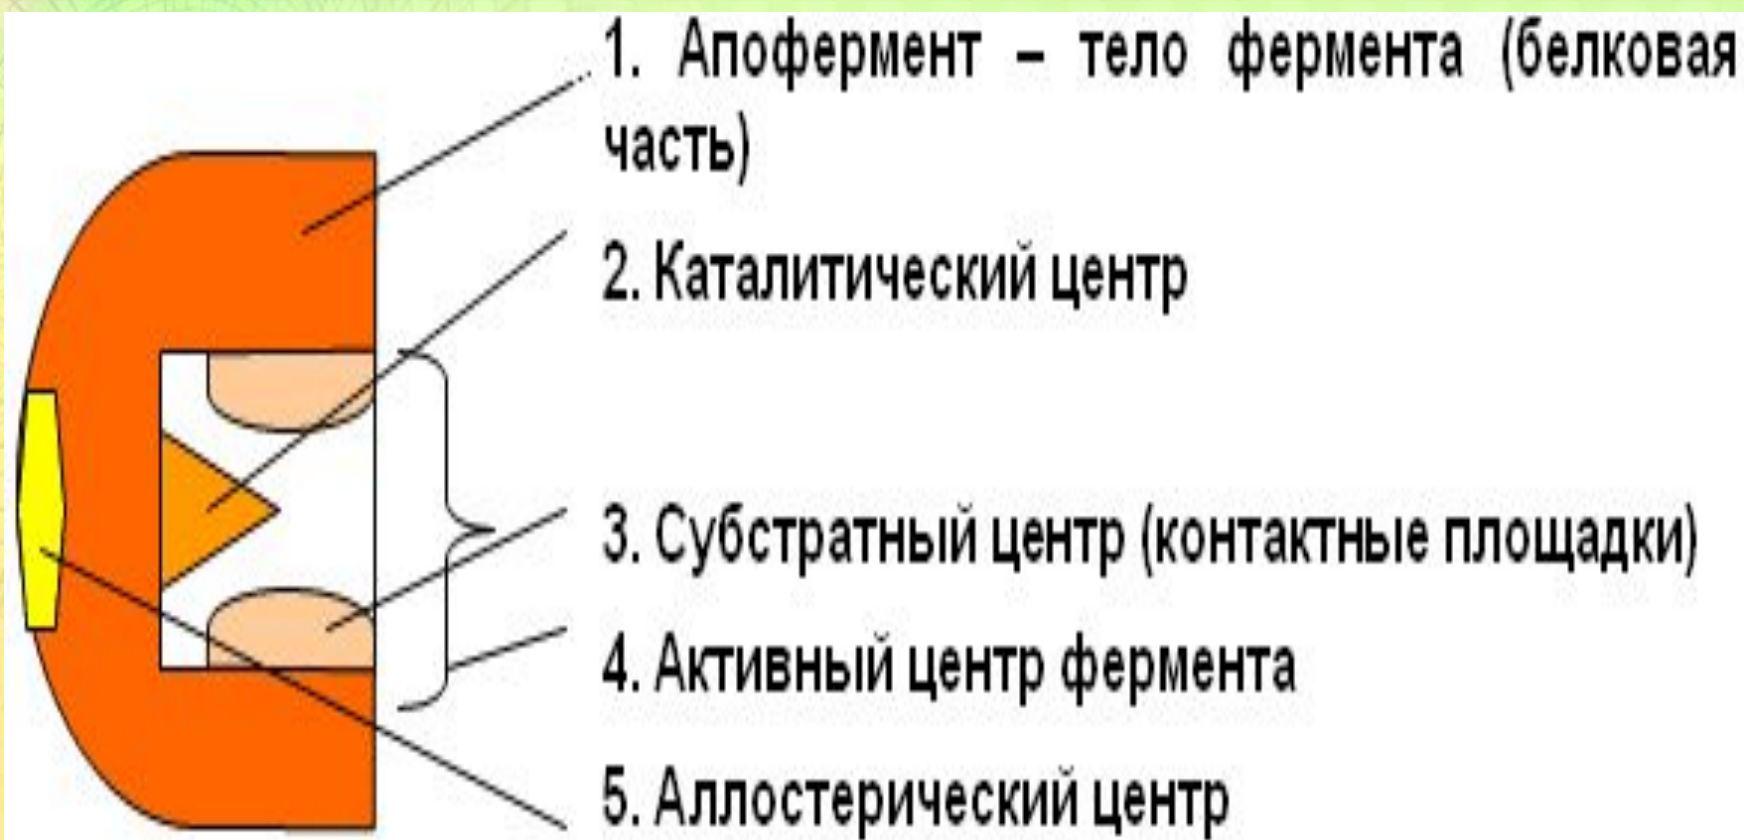 1. Апофермент – тело фермента (белковая
часть)
2. Каталитический центр
3. Субстратный центр (контактные площадки)
4. Активный центр фермента
5. Аллостерический центр